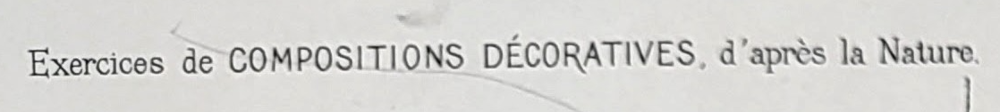 Exercices de COMPOSITIONS DÉCORATIVES, d'après la Nature.